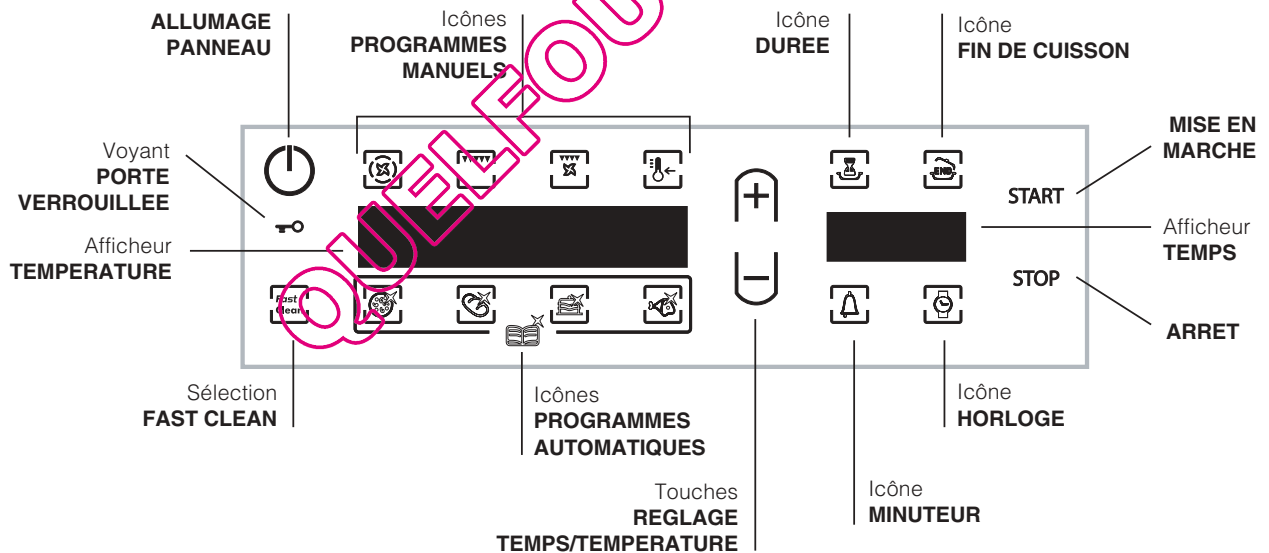 ALLUMAGE
PANNEAU
Icônes
PROGRAMMES
MANUELS
Icône
DUREE
Icône
FIN DE CUISSON
MISE EN
MARCHE
Voyant
PORTE
VERROUILLEE
END
START
Afficheur
TEMPERATURE
Afficheur
TEMPS
STOP
Fast
Clean
ARRET
Sélection
FAST CLEAN
Icônes
PROGRAMMES
AUTOMATIQUES
Icône
HORLOGE
Touches
REGLAGE
TEMPS/TEMPERATURE
Icône
MINUTEUR
QUELFOU